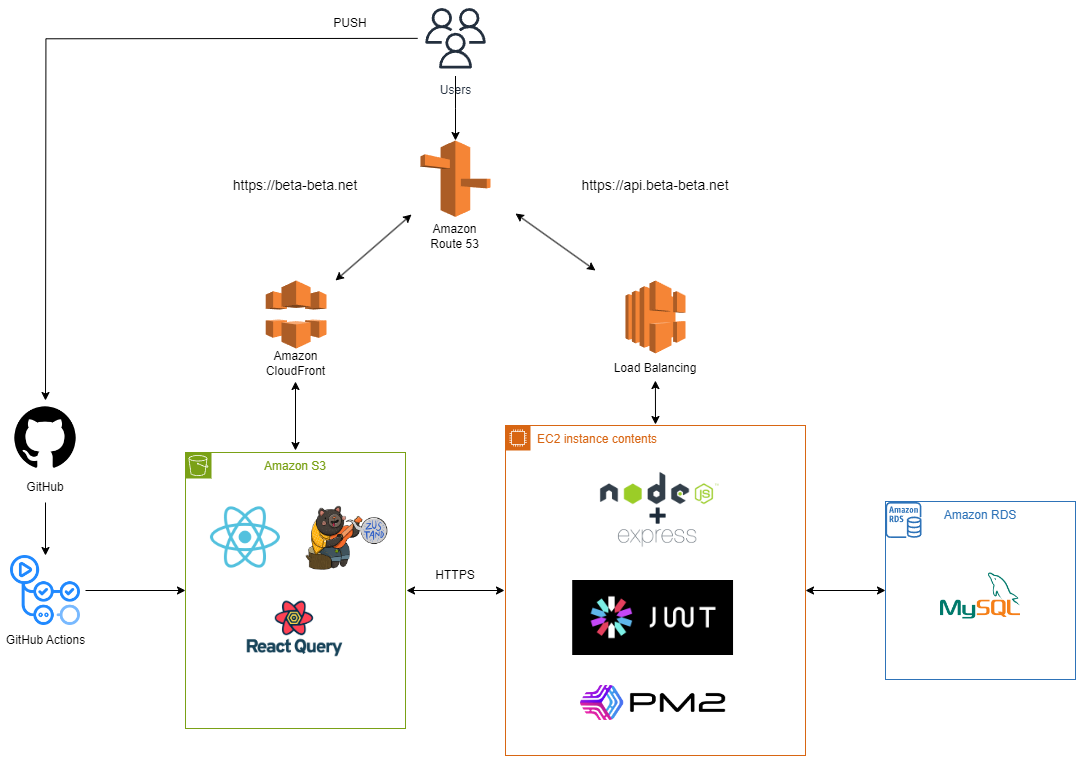 PUSH
Users
https://beta-beta.net
https://api.beta-beta.net
Amazon
Route 53
Amazon
CloudFront
Load Balancing
GitHub
GitHub Actions
Amazon S3
ZUS
TAND
React Query
HTTPS
EC2 instance contents
node
JS
+
express
JWT
PM2
Amazon
RDS
Amazon RDS
MySQL